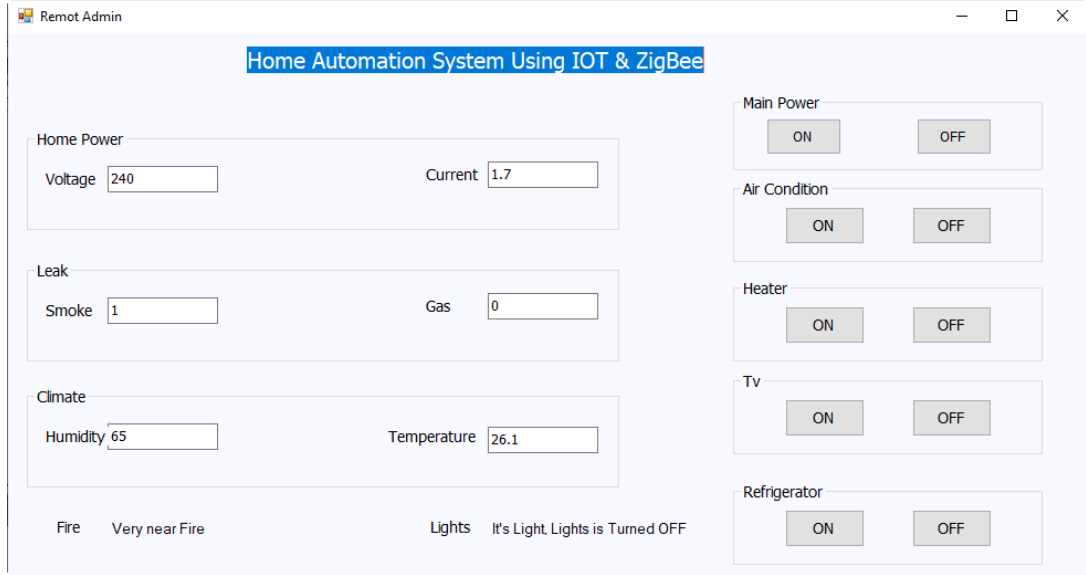 Remot Admin
Home Automation System Using IOT & ZigBee
Home Power
Voltage 240 Current 1.7
Leak
Smoke 1 Gas 0
Climate
Humidity 65 Temperature 26.1
Fire Very near Fire Lights It's Light, Lights is Turned OFF
Main Power
ON OFF
Air Condition
ON OFF
Heater
ON OFF
Tv
ON OFF
Refrigerator
ON OFF